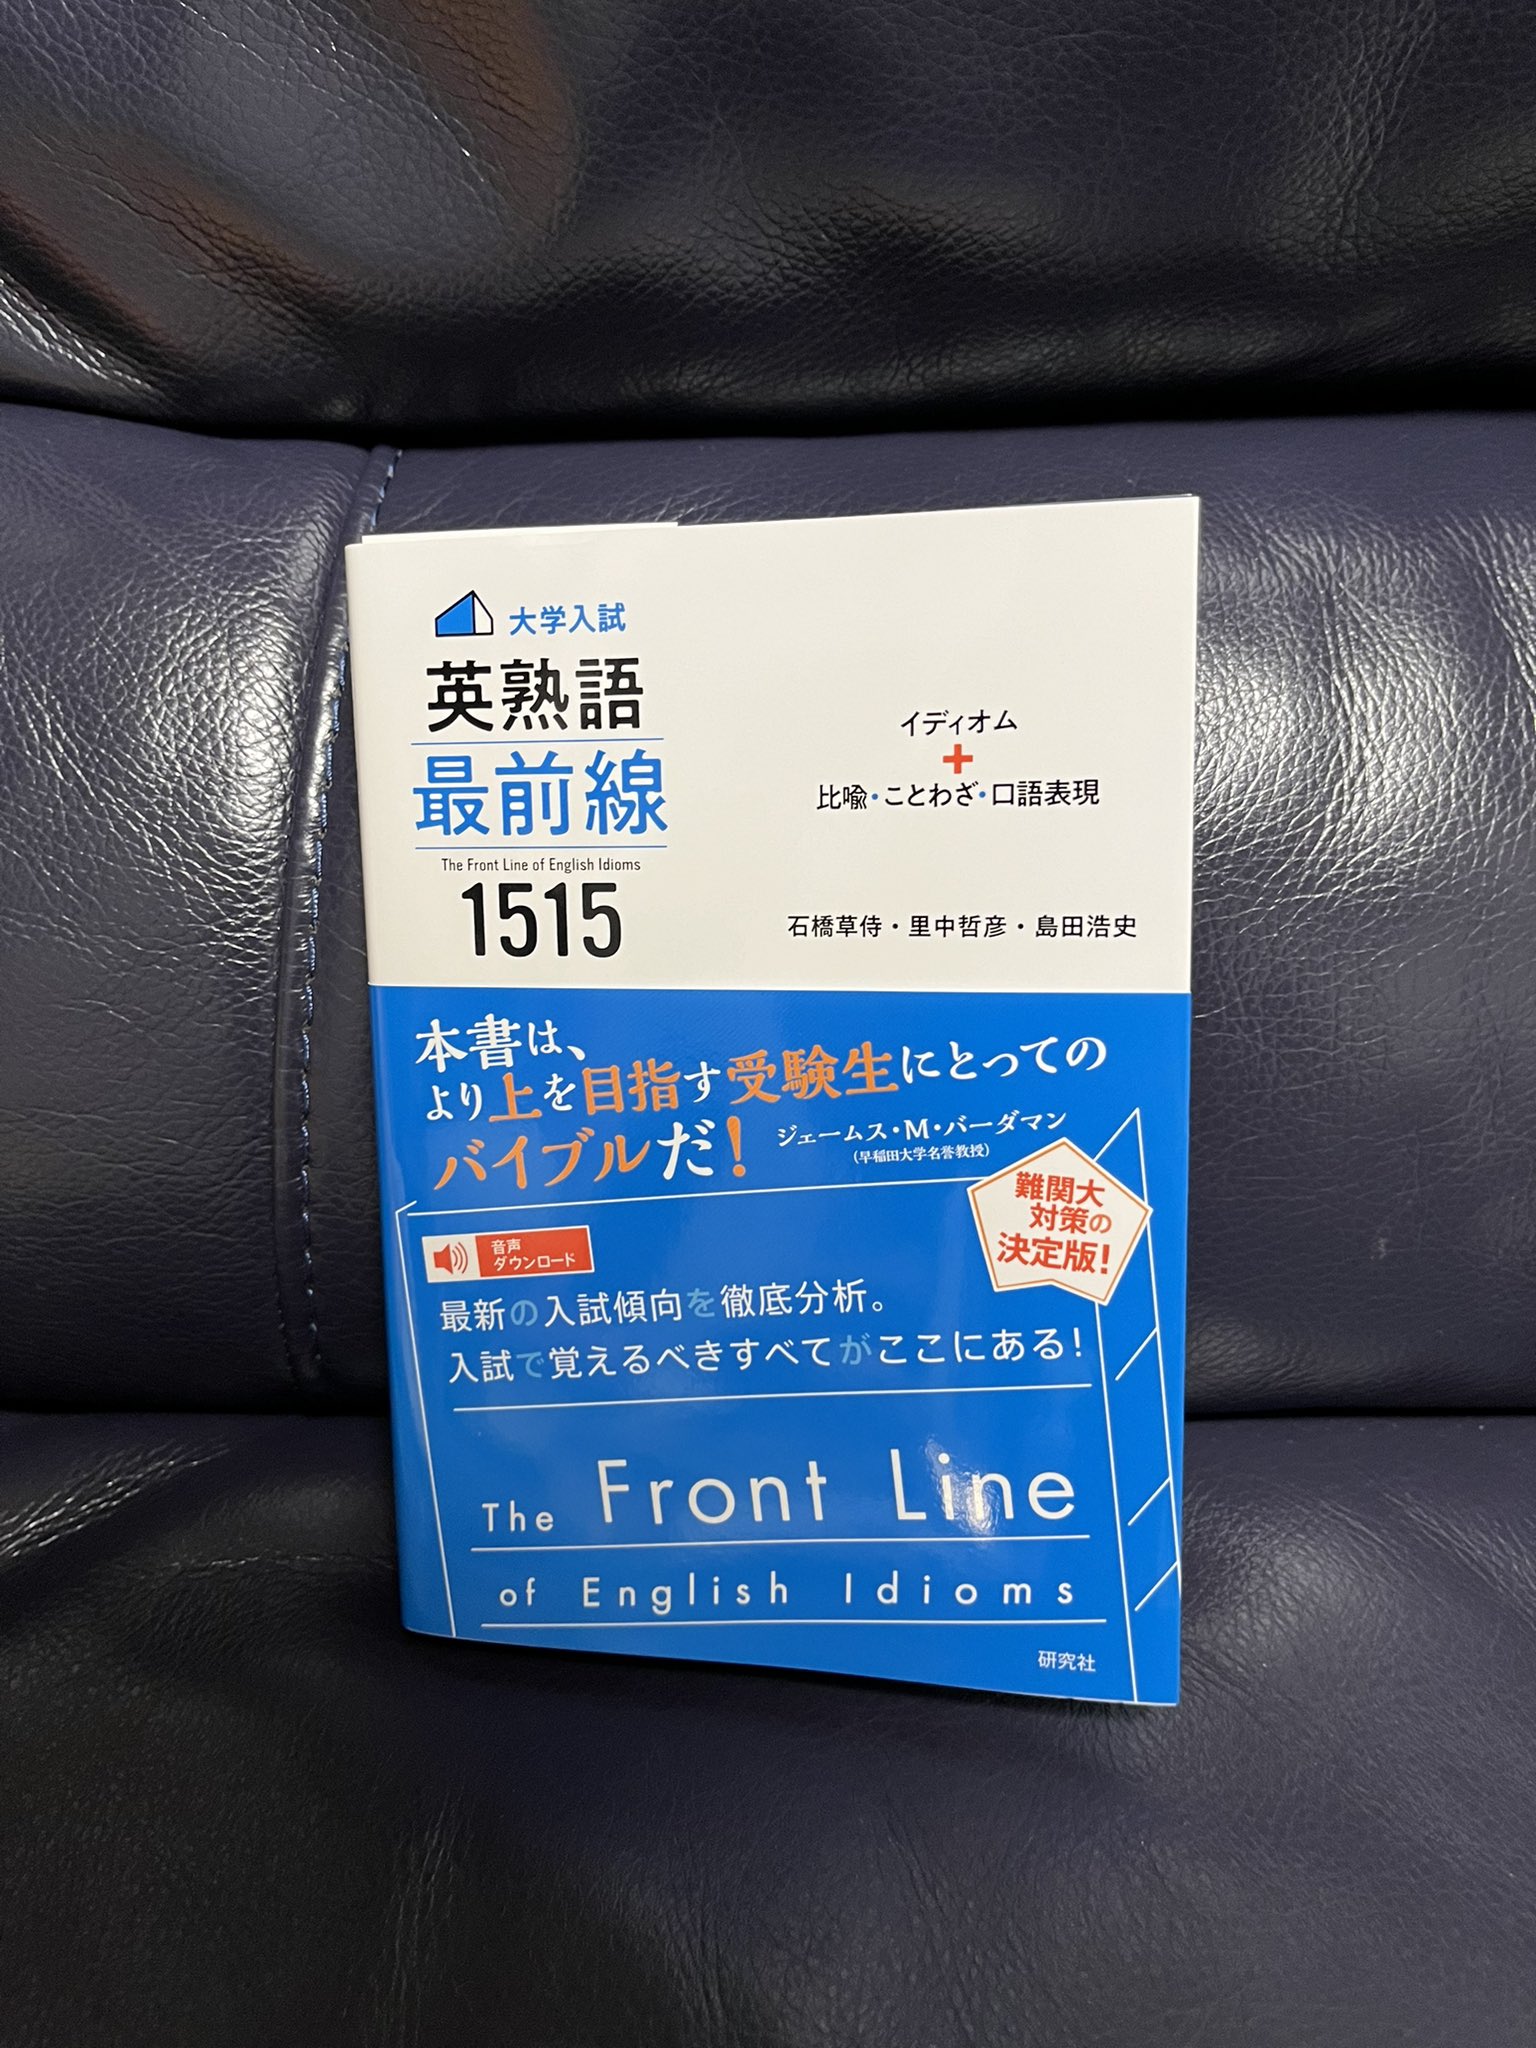 大学入試
英熟語
最前線
The Front Line of English Idioms
1515
イディオム
+
比喩・ことわざ・口語表現
石橋草侍・里中哲彦・島田浩史
本書は、
より上を目指す受験生にとっての
バイブルだ!
ジェームス・M・バーダマン
(早稲田大学名誉教授)
難関大
対策の
決定版!
音声
ダウンロード
最新の入試傾向を徹底分析。
入試で覚えるべきすべてがここにある!
The Front Line
of English Idioms
研究社